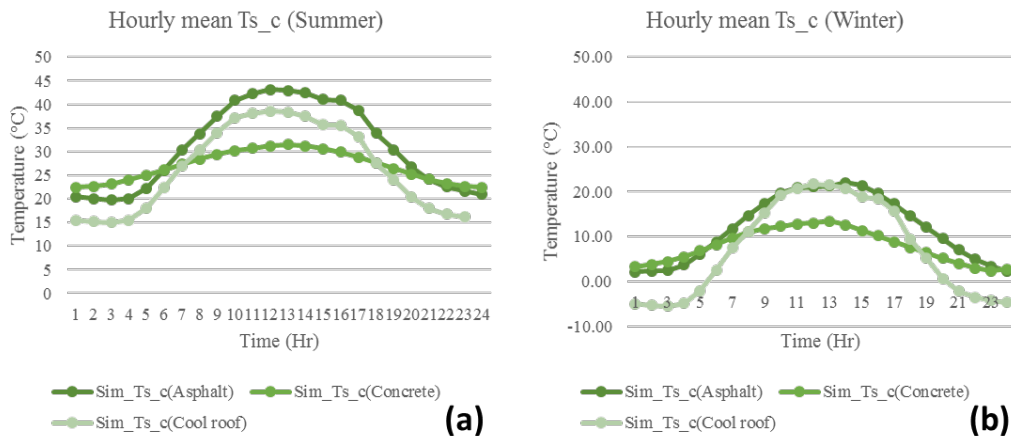 Hourly mean Ts_c (Summer)
50
45
40
35
30
25
20
15
10
5
0
Temperature (°C)
1 2 3 4 5 6 7 8 9 10 11 12 13 14 15 16 17 18 19 20 21 22 23 24
Time (Hr)
Sim_Ts_c(Asphalt) Sim_Ts_c(Concrete)
Sim_Ts_c(Cool roof)
(a)
Hourly mean Ts_c (Winter)
50.00
40.00
30.00
20.00
10.00
0.00
-10.00
Temperature (°C)
1 3 5 7 9 11 13 15 17 19 21 23
Time (Hr)
Sim_Ts_c(Asphalt) Sim_Ts_c(Concrete)
Sim_Ts_c(Cool roof)
(b)